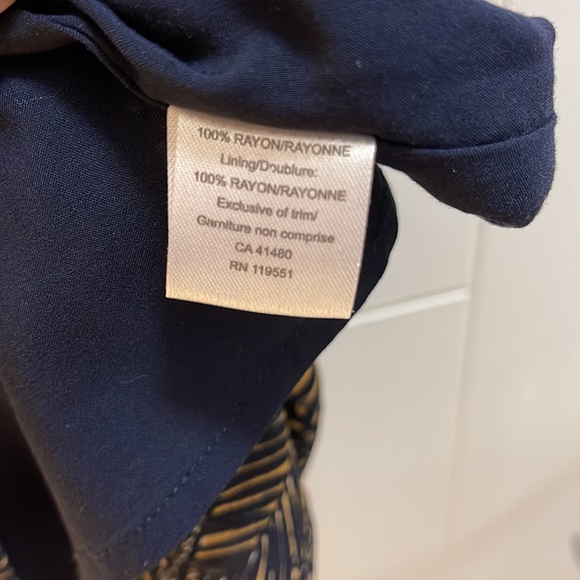 100% RAYON/RAYONNE
Lining/Doublure:
100% RAYON/RAYONNE
Exclusive of trim/
Garniture non comprise
CA 41480
RN 119551